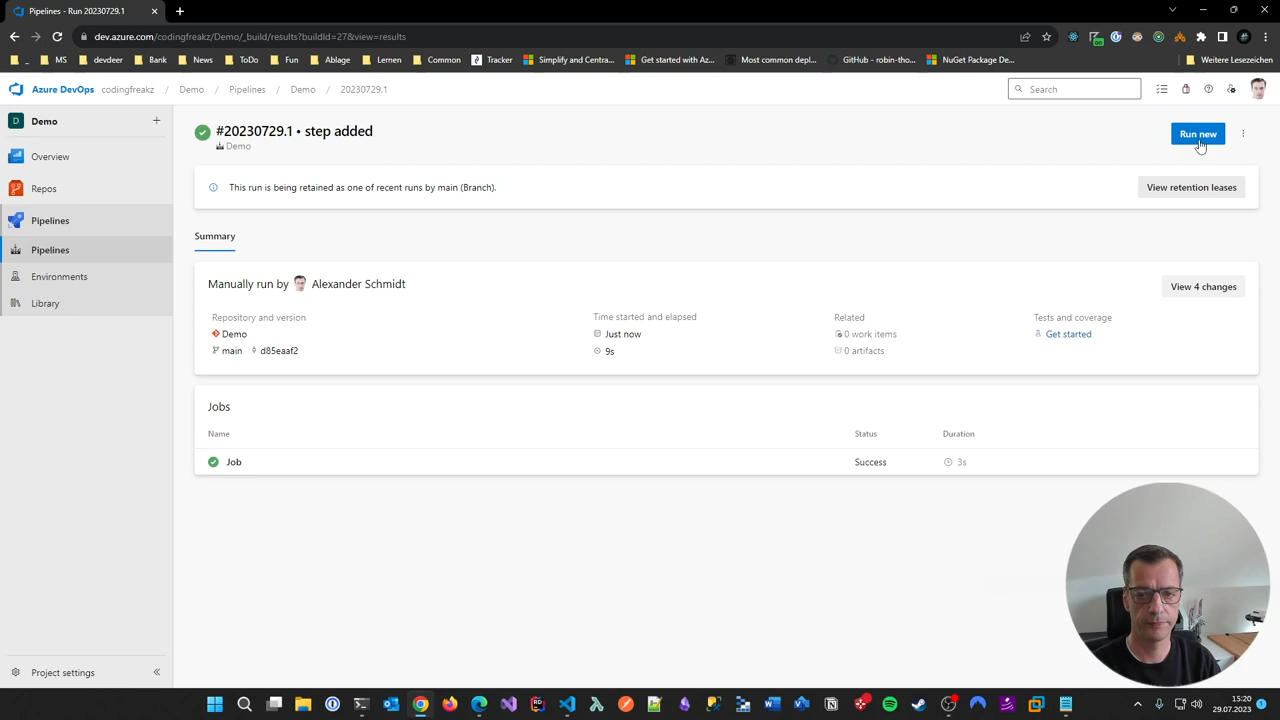 Pipelines - Run 20230729.1
dev.azure.com/codingfreakz/Demo/_build/results?buildId=27&view=results
MS
devdeer
Bank
News
ToDo
Fun
Ablage
Lernen
Common
Tracker
Simplify and Centra...
Get started with Az...
Most common depl...
GitHub - robin-tho...
NuGet Package De...
Weitere Lesezeichen
Azure DevOps codingfreakz / Demo / Pipelines / Demo / 20230729.1
Search
D Demo
Overview
Repos
Pipelines
Pipelines
Environments
Library
Project settings
#20230729.1 • step added
Demo
Run new
This run is being retained as one of recent runs by main (Branch).
View retention leases
Summary
Manually run by Alexander Schmidt
View 4 changes
Repository and version
Demo
main d85eaaf2
Time started and elapsed
Just now
9s
Related
0 work items
0 artifacts
Tests and coverage
Get started
Jobs
Name Status Duration
Job Success 3s
15:20
29.07.2023